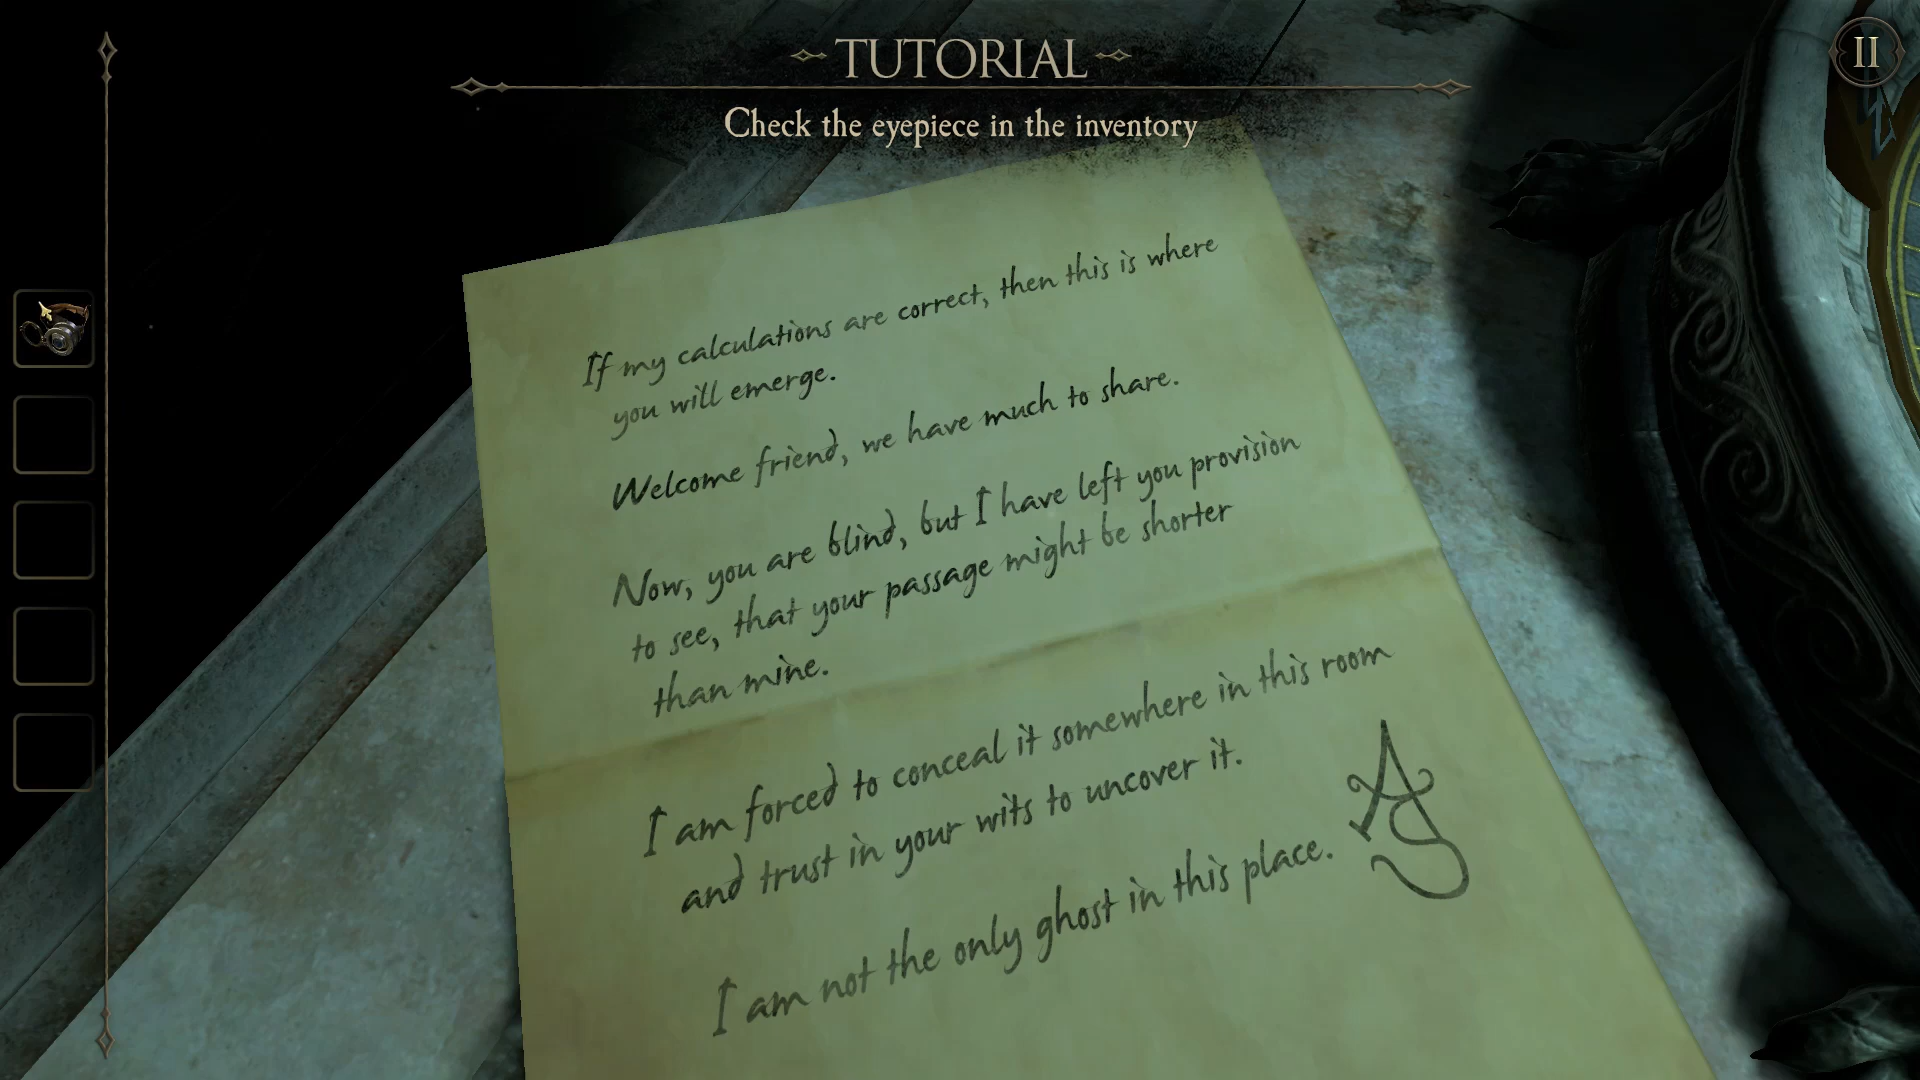 TUTORIAL
Check the eyepiece in the inventory
If my calculations are correct, then this is where
you will emerge.
Welcome friend, we have much to share.
Now, you are blind, but I have left you provision
to see, that your passage might be shorter
than mine.
I am forced to conceal it somewhere in this room
and trust in your wits to uncover it.
I am not the only ghost in this place.
AS